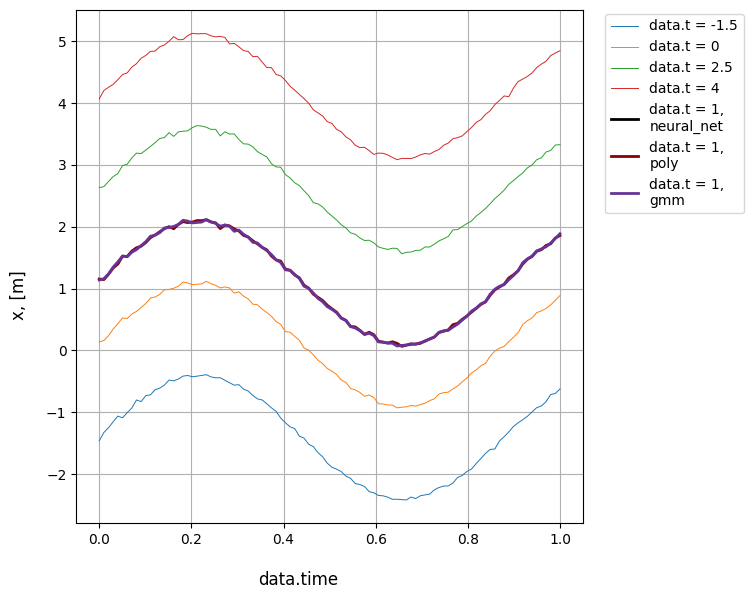 data.t = -1.5
data.t = 0
data.t = 2.5
data.t = 4
data.t = 1,
neural_net
data.t = 1,
poly
data.t = 1,
gmm
x, [m]
5
4
3
2
1
0
−1
−2
0.0 0.2 0.4 0.6 0.8 1.0
data.time